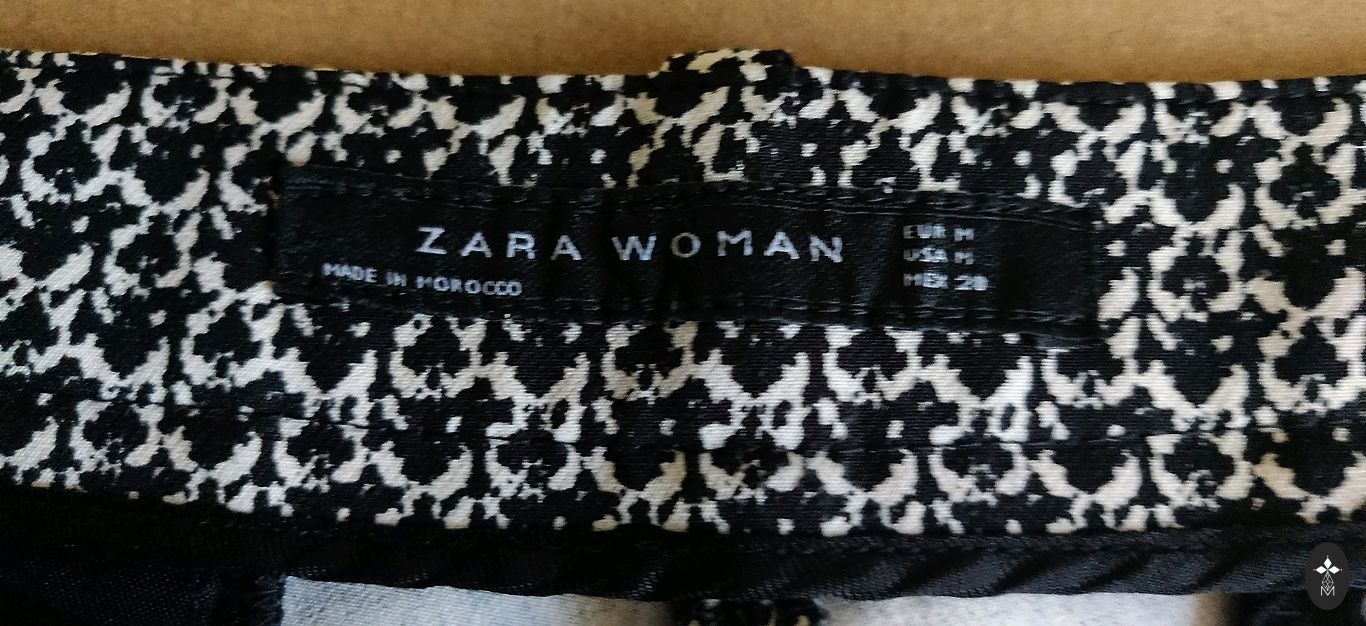 ZARA WOMAN
MADE IN MOROCCO
EUR M
USA M
MEX 28
M